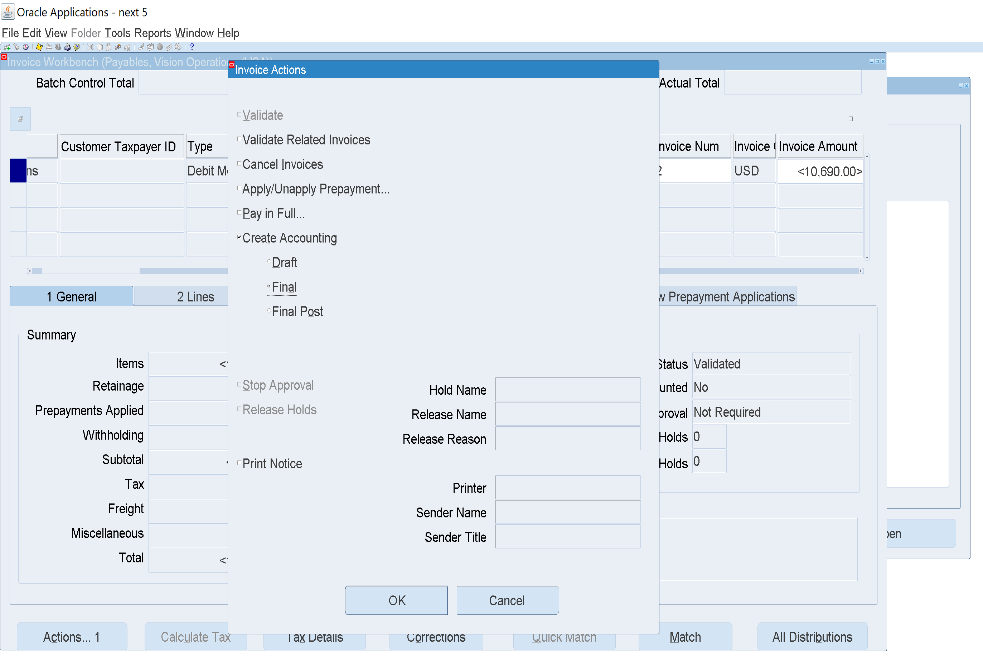 Oracle Applications - next 5
File Edit View Folder Tools Reports Window Help
Invoice Workbench (Payables, Vision Operations (USA))
Invoice Actions
Batch Control Total
Actual Total
Validate
Customer Taxpayer ID Type
Validate Related Invoices
nvoice Num Invoice Invoice Amount
ns
Debit M
Cancel Invoices
2 USD <10.690.00>
Apply/Unapply Prepayment...
Pay in Full...
Create Accounting
Draft
Final
Final Post
1 General 2 Lines
w Prepayment Applications
Summary
Items
Retainage
Prepayments Applied
Withholding
Subtotal
Tax
Freight
Miscellaneous
Total
Stop Approval
Release Holds
Print Notice
Hold Name
Release Name
Release Reason
Printer
Sender Name
Sender Title
Status Validated
unted No
proval Not Required
Holds 0
Holds 0
pen
OK Cancel
Actions... 1 Calculate Tax Tax Details Corrections Quick Match Match All Distributions